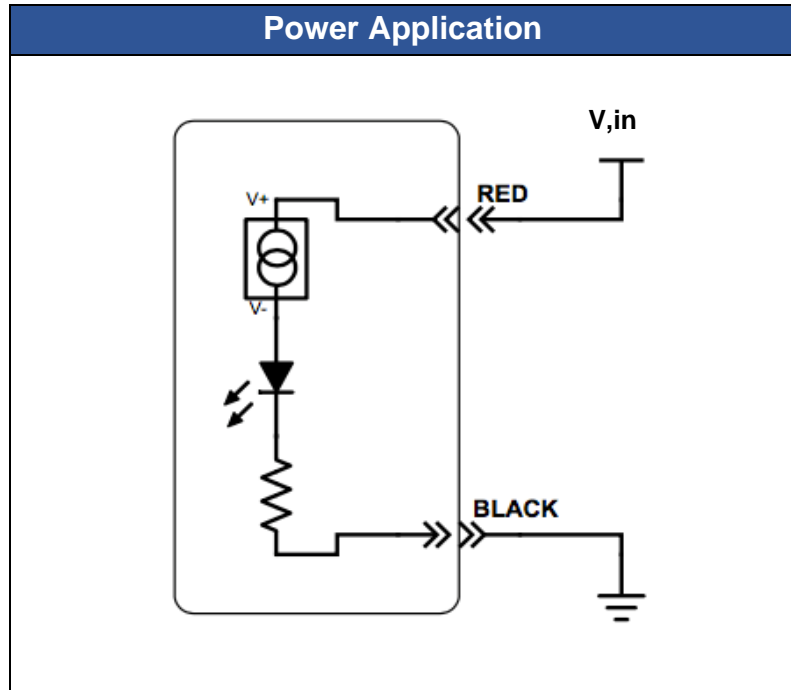 Power Application
V,in
RED
V+
V-
BLACK